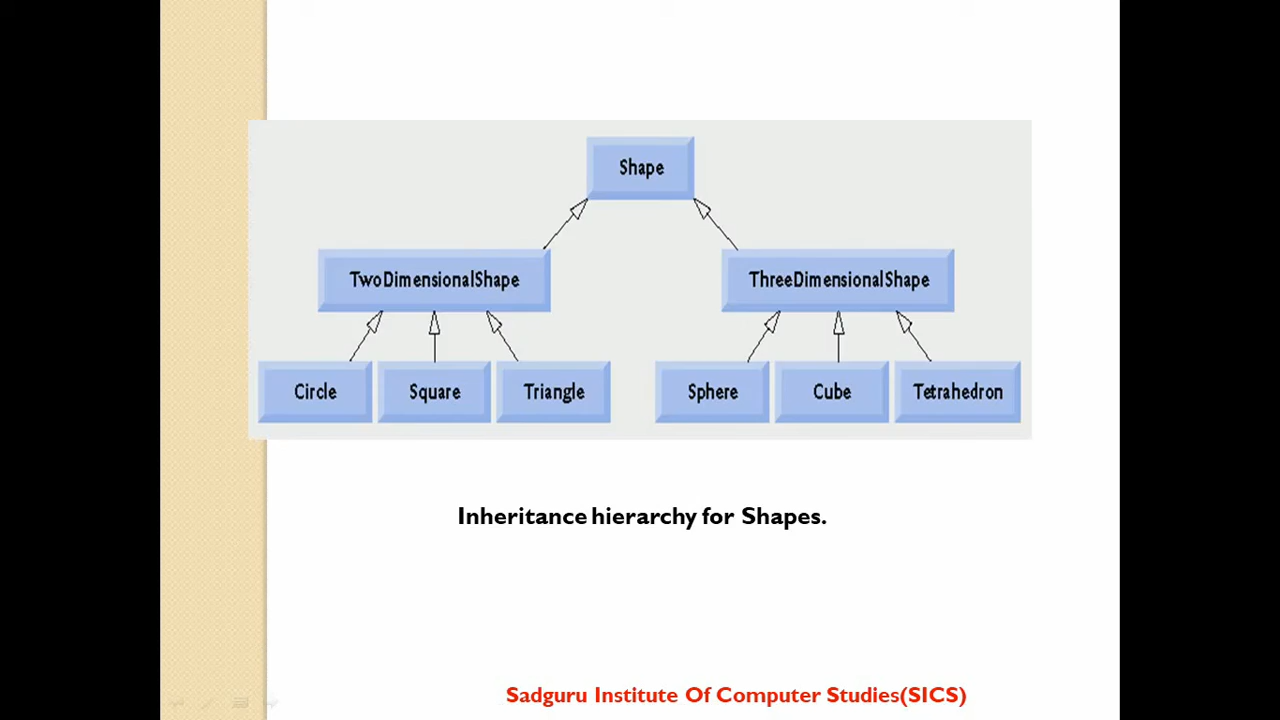 Shape
TwoDimensionalShape ThreeDimensionalShape
Circle Square Triangle Sphere Cube Tetrahedron
Inheritance hierarchy for Shapes.
Sadguru Institute Of Computer Studies(SICS)